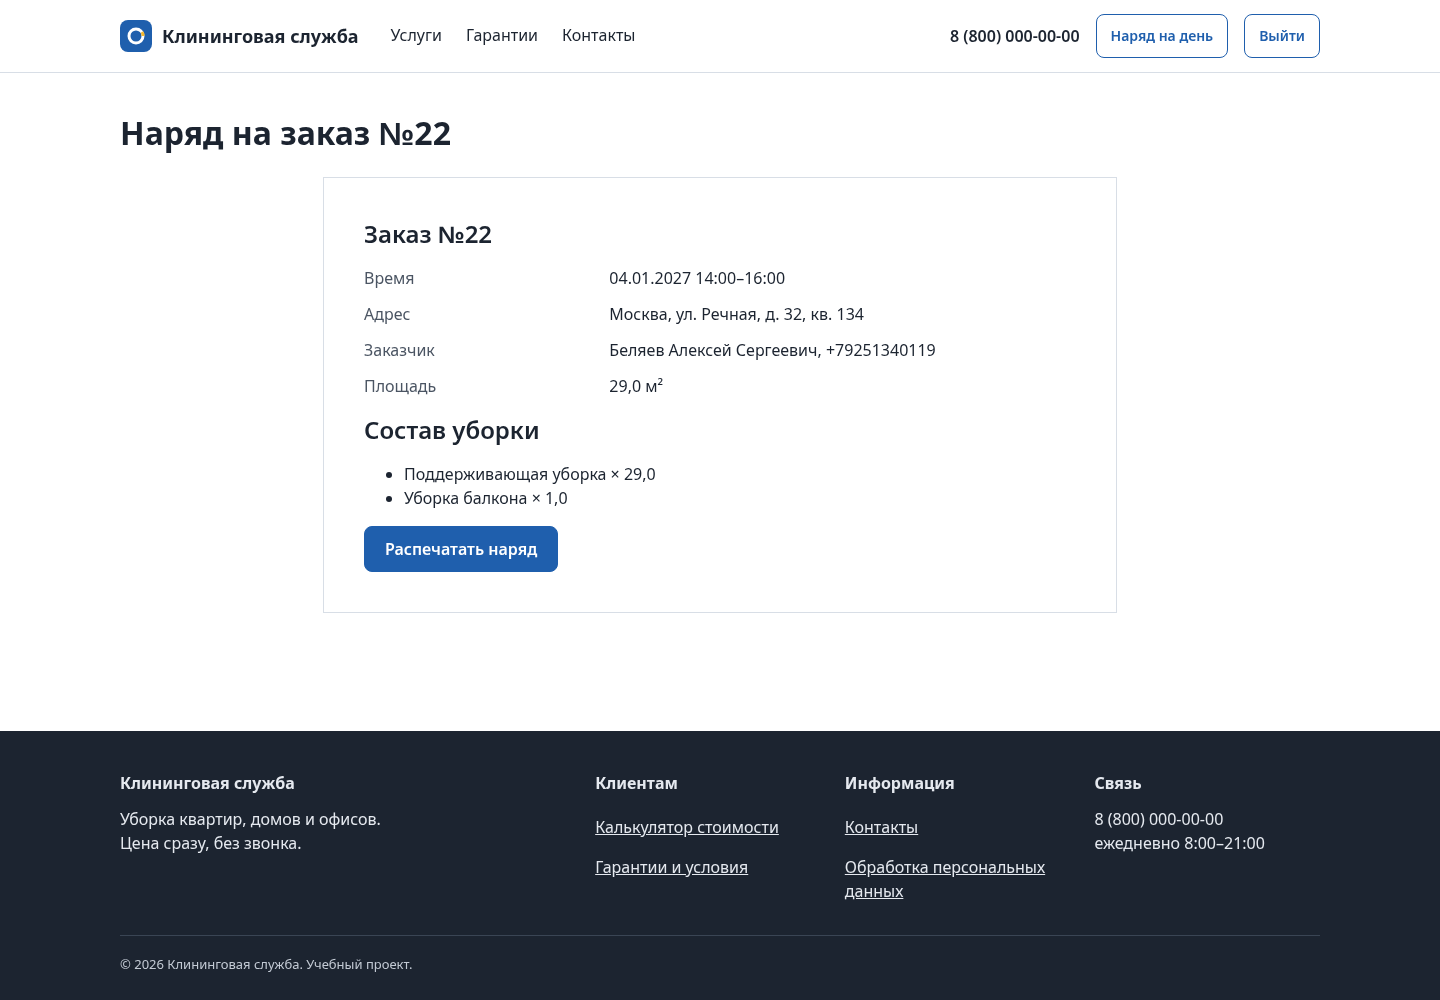 Клининговая служба
Услуги
Гарантии
Контакты
8 (800) 000-00-00
Наряд на день
Выйти
Наряд на заказ №22
Заказ №22
Время 04.01.2027 14:00–16:00
Адрес Москва, ул. Речная, д. 32, кв. 134
Заказчик Беляев Алексей Сергеевич, +79251340119
Площадь 29,0 м²
Состав уборки
Поддерживающая уборка × 29,0
Уборка балкона × 1,0
Распечатать наряд
Клининговая служба
Уборка квартир, домов и офисов.
Цена сразу, без звонка.
Клиентам
Калькулятор стоимости
Гарантии и условия
Информация
Контакты
Обработка персональных
данных
Связь
8 (800) 000-00-00
ежедневно 8:00–21:00
© 2026 Клининговая служба. Учебный проект.